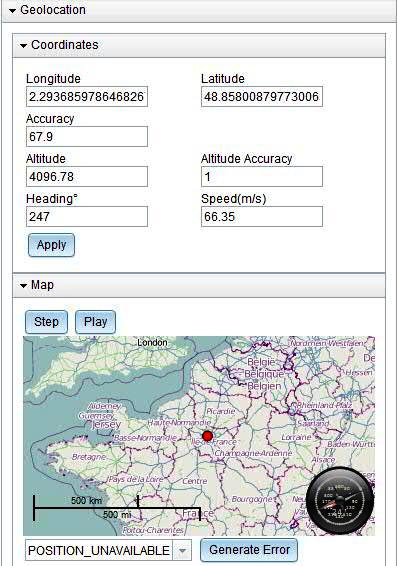 Geolocation
Coordinates
Longitude Latitude
2.293685978646826 48.85800879773006
Accuracy
67.9
Altitude Altitude Accuracy
4096.78 1
Heading° Speed(m/s)
247 66.35
Apply
Map
Step Play
London
Nordrhein-Westfalen
België-
-Belgique-
Belgien
Hessen
Alderney
Guernsey
Jersey
Picardie
Rheinland-Pfalz
Haute-Normandie
Saarland
Basse-Normandie
Île-de-France
Lorraine
Baden-Württ
Bretagne
Champagne-Ardenne
Alsace
Pays de la Loire
Centre
500 km
Bourgogne
500 mi
France
Poitou-Charentes
POSITION_UNAVAILABLE Generate Error